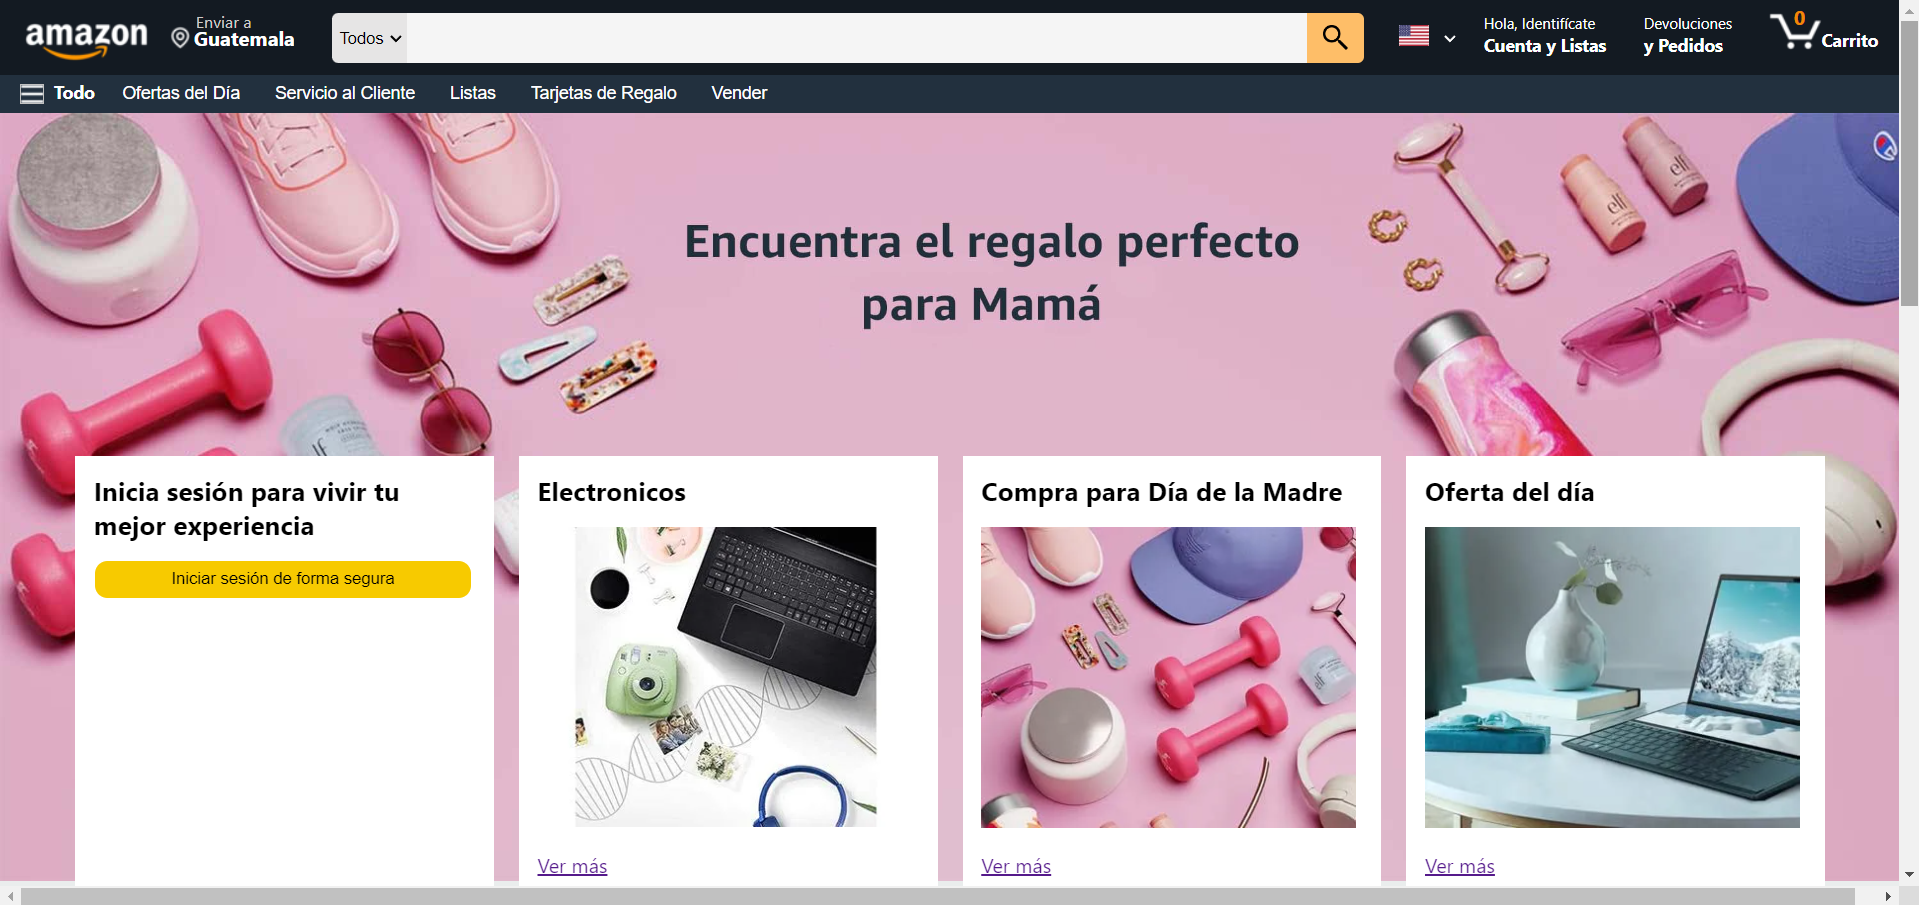 amazon
Enviar a
Guatemala
Todos
Hola, Identifícate
Cuenta y Listas
Devoluciones
y Pedidos
0
Carrito
Todo
Ofertas del Día
Servicio al Cliente
Listas
Tarjetas de Regalo
Vender
elf
elf
Encuentra el regalo perfecto
para Mamá
Inicia sesión para vivir tu
mejor experiencia
Iniciar sesión de forma segura
Electronicos
Ver más
Compra para Día de la Madre
Ver más
Oferta del día
Ver más